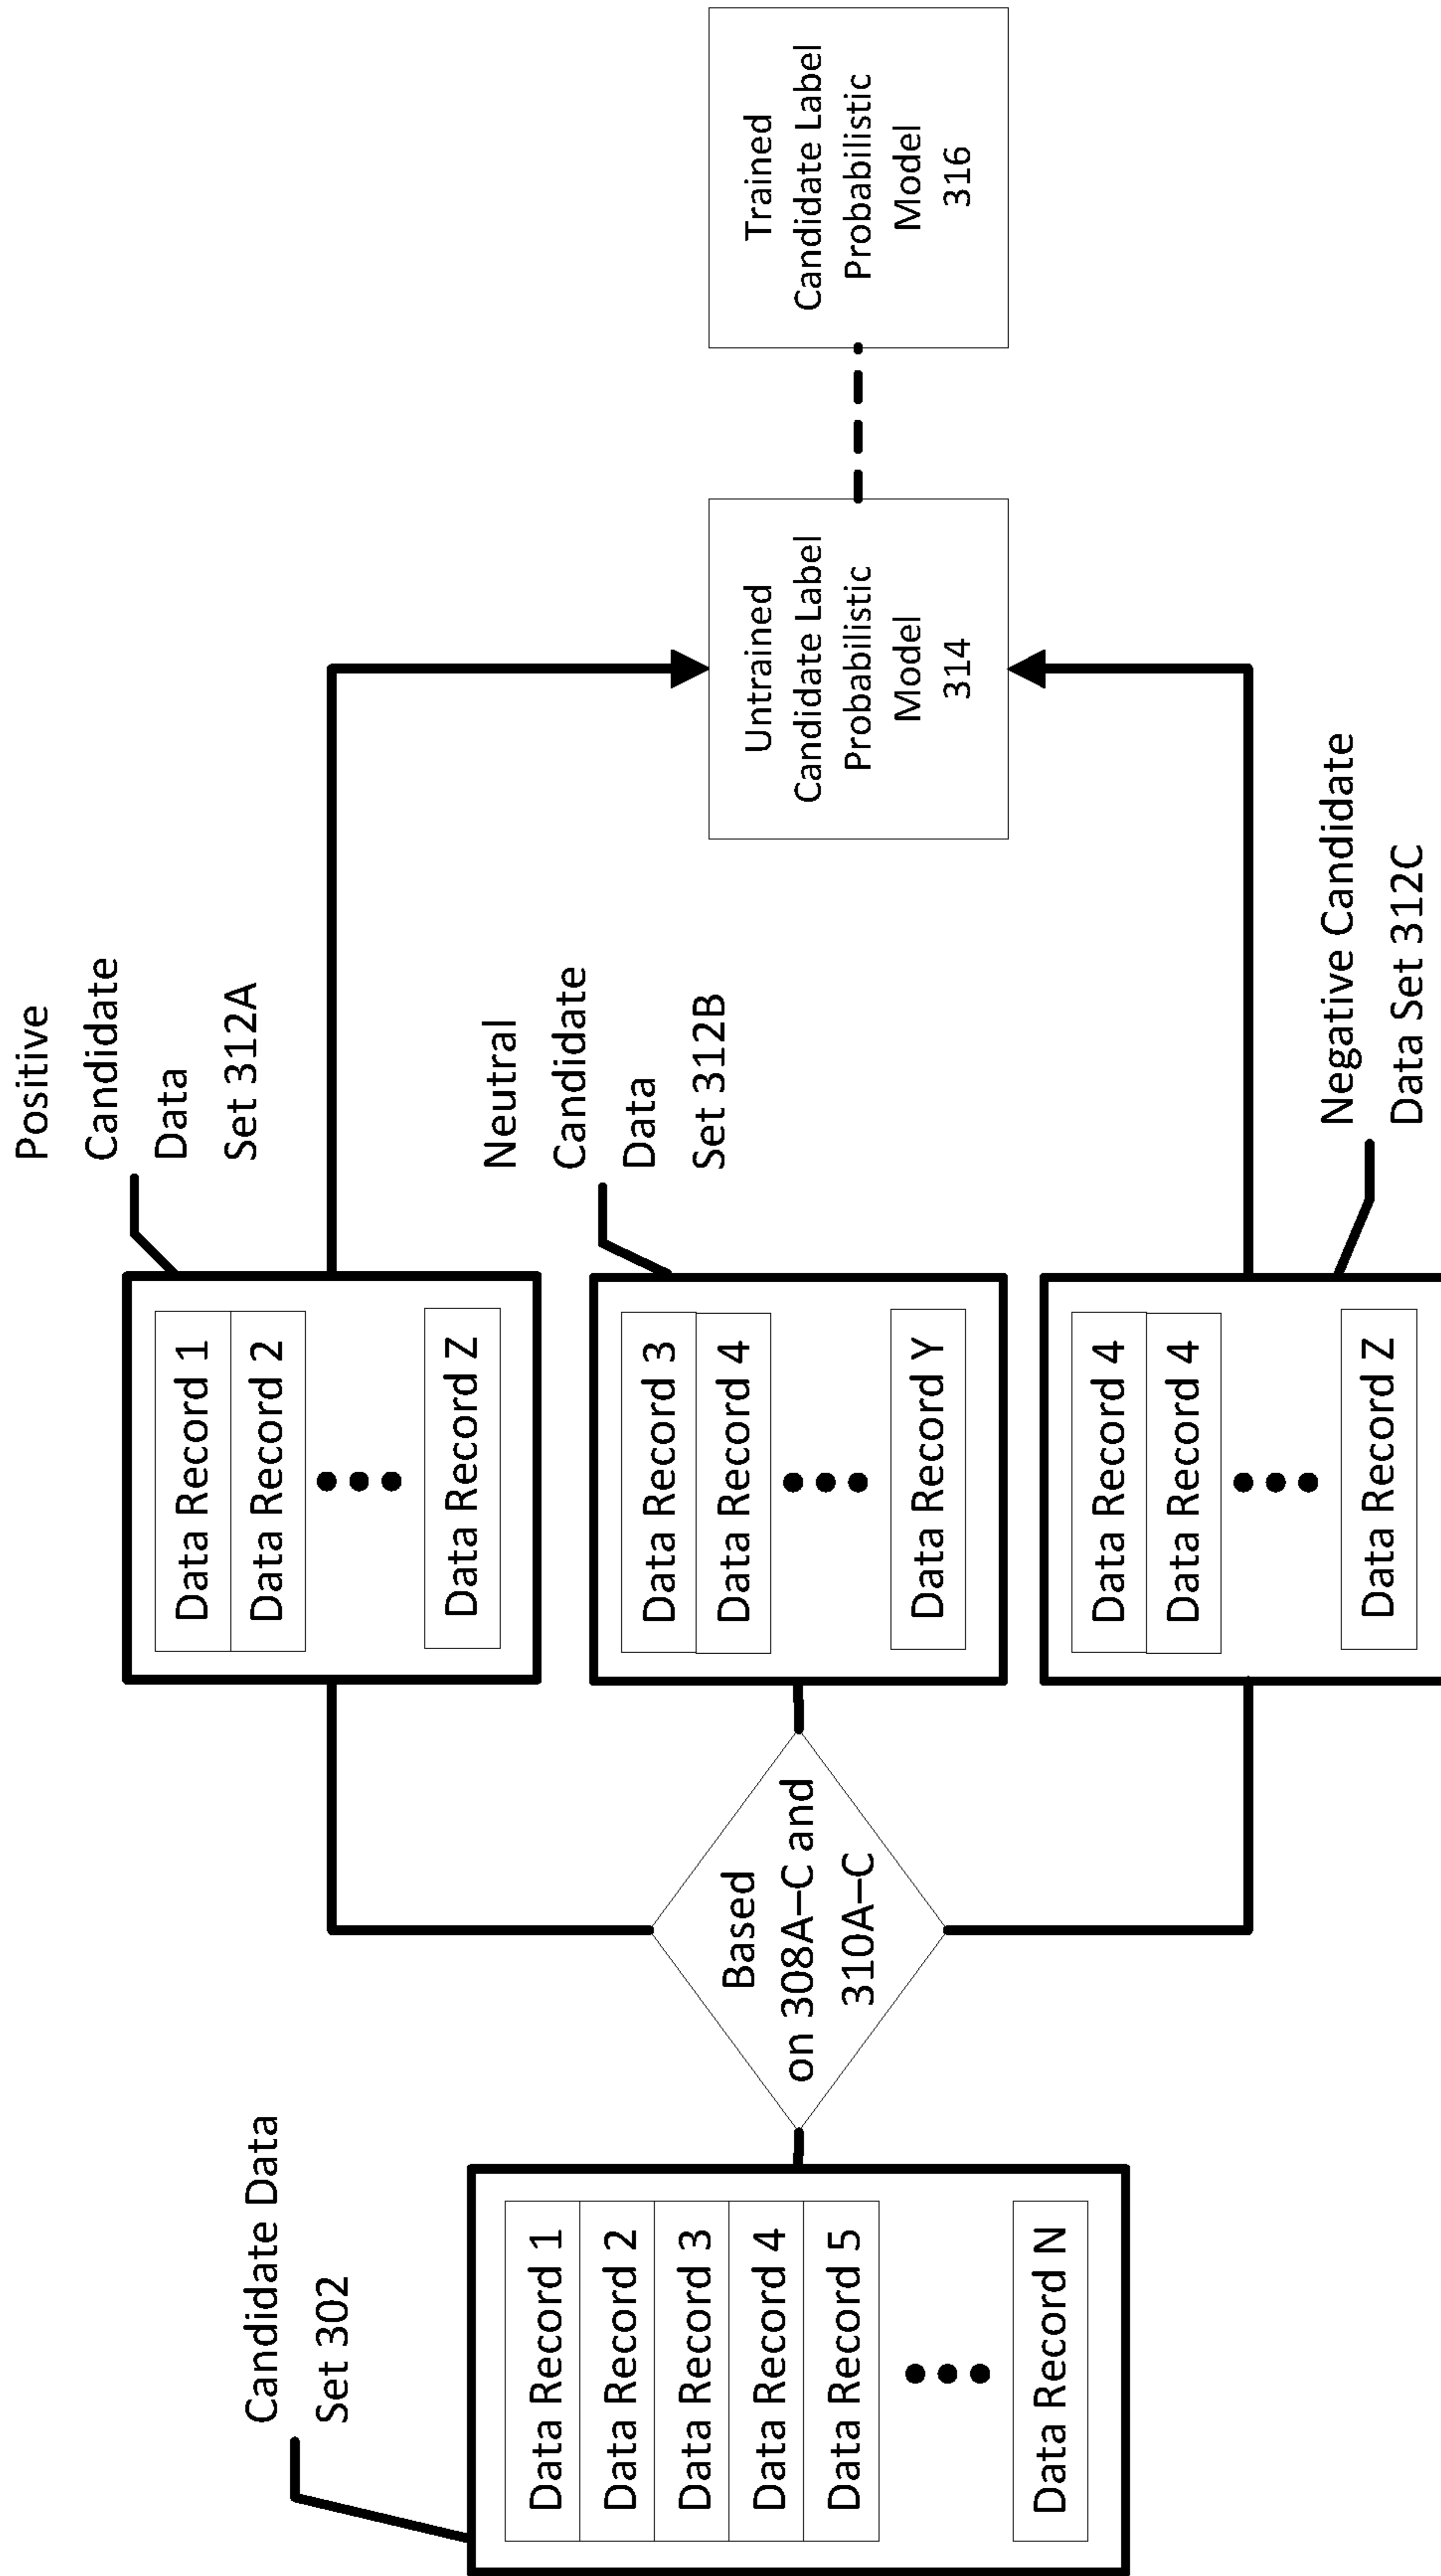 Candidate Data
Set 302
Data Record 1
Data Record 2
Data Record 3
Data Record 4
Data Record 5
Data Record N
Based
on 308A–C and
310A–C
Positive
Candidate
Data
Set 312A
Data Record 1
Data Record 2
Data Record Z
Neutral
Candidate
Data
Set 312B
Data Record 3
Data Record 4
Data Record Y
Negative Candidate
Data Set 312C
Data Record 4
Data Record 4
Data Record Z
Untrained
Candidate Label
Probabilistic
Model
314
Trained
Candidate Label
Probabilistic
Model
316